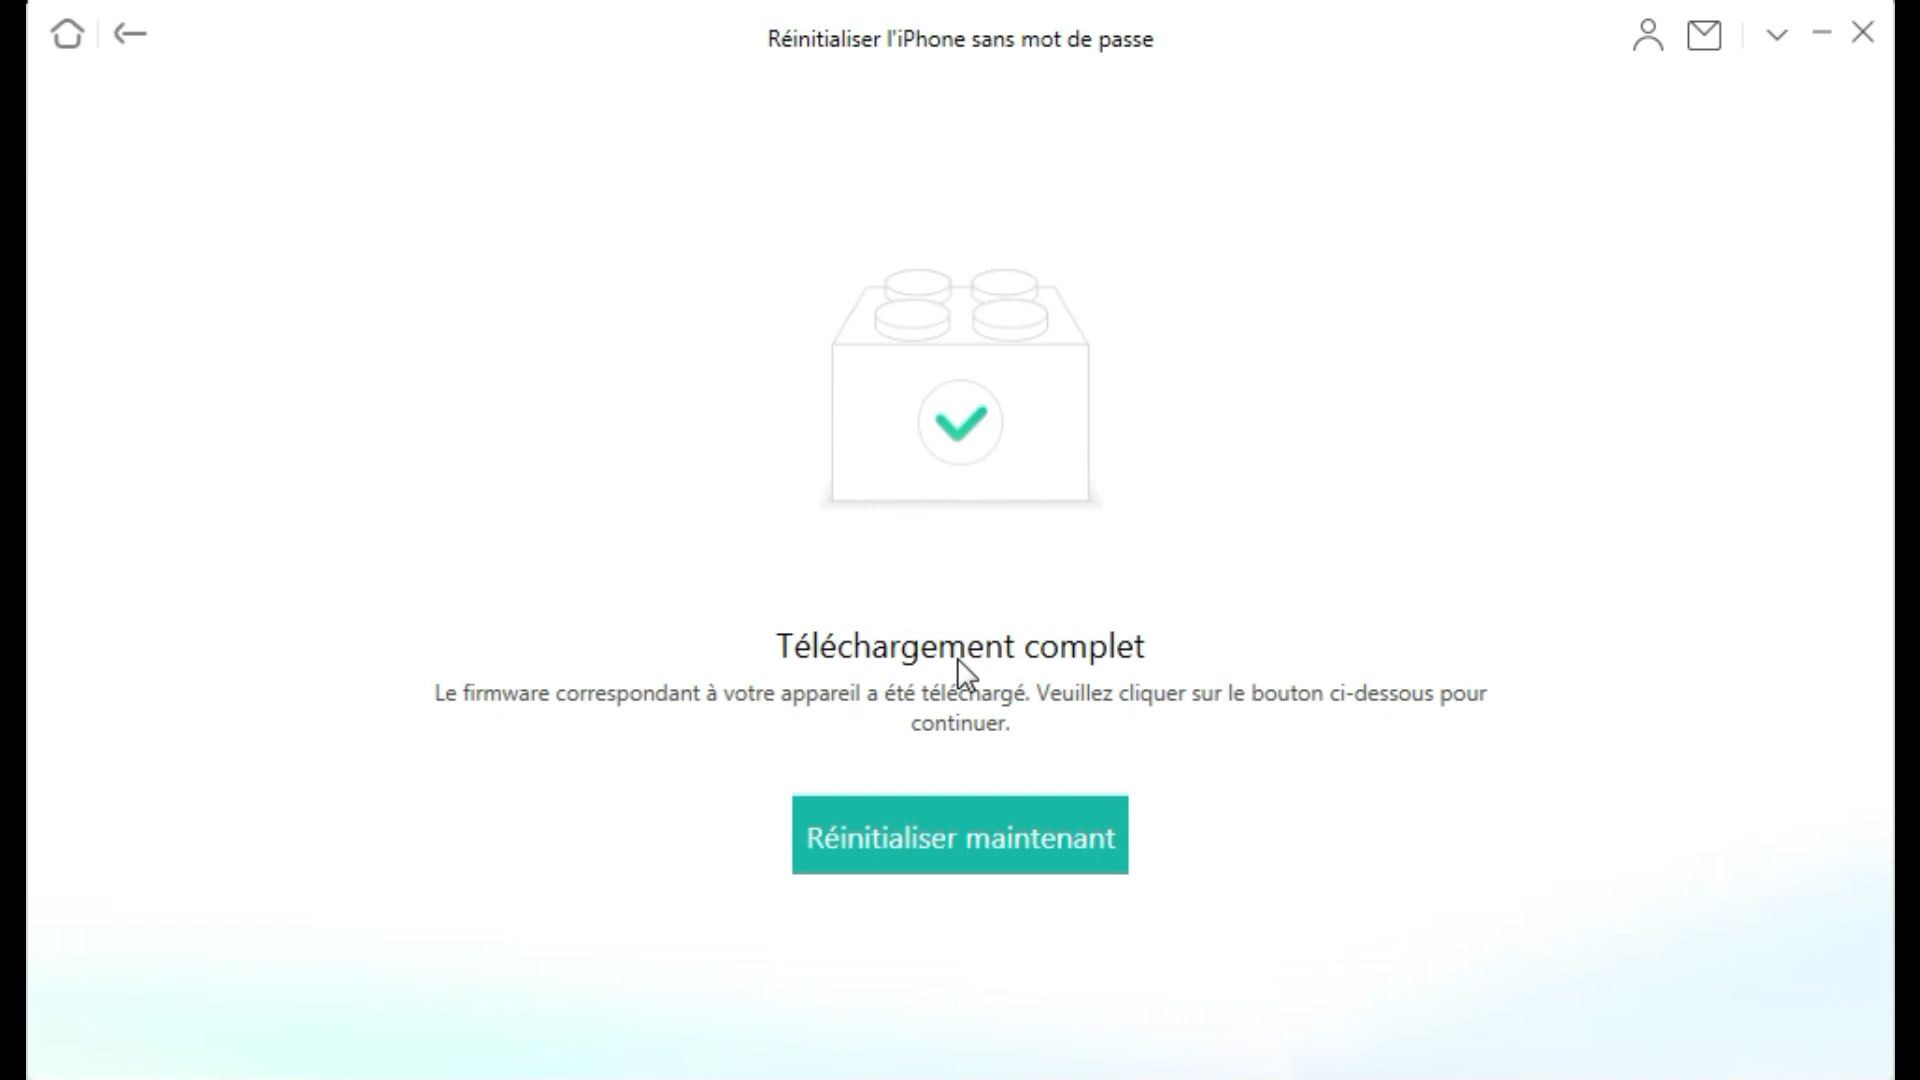 Réinitialiser l'iPhone sans mot de passe
Téléchargement complet
Le firmware correspondant à votre appareil a été téléchargé. Veuillez cliquer sur le bouton ci-dessous pour
continuer.
Réinitialiser maintenant